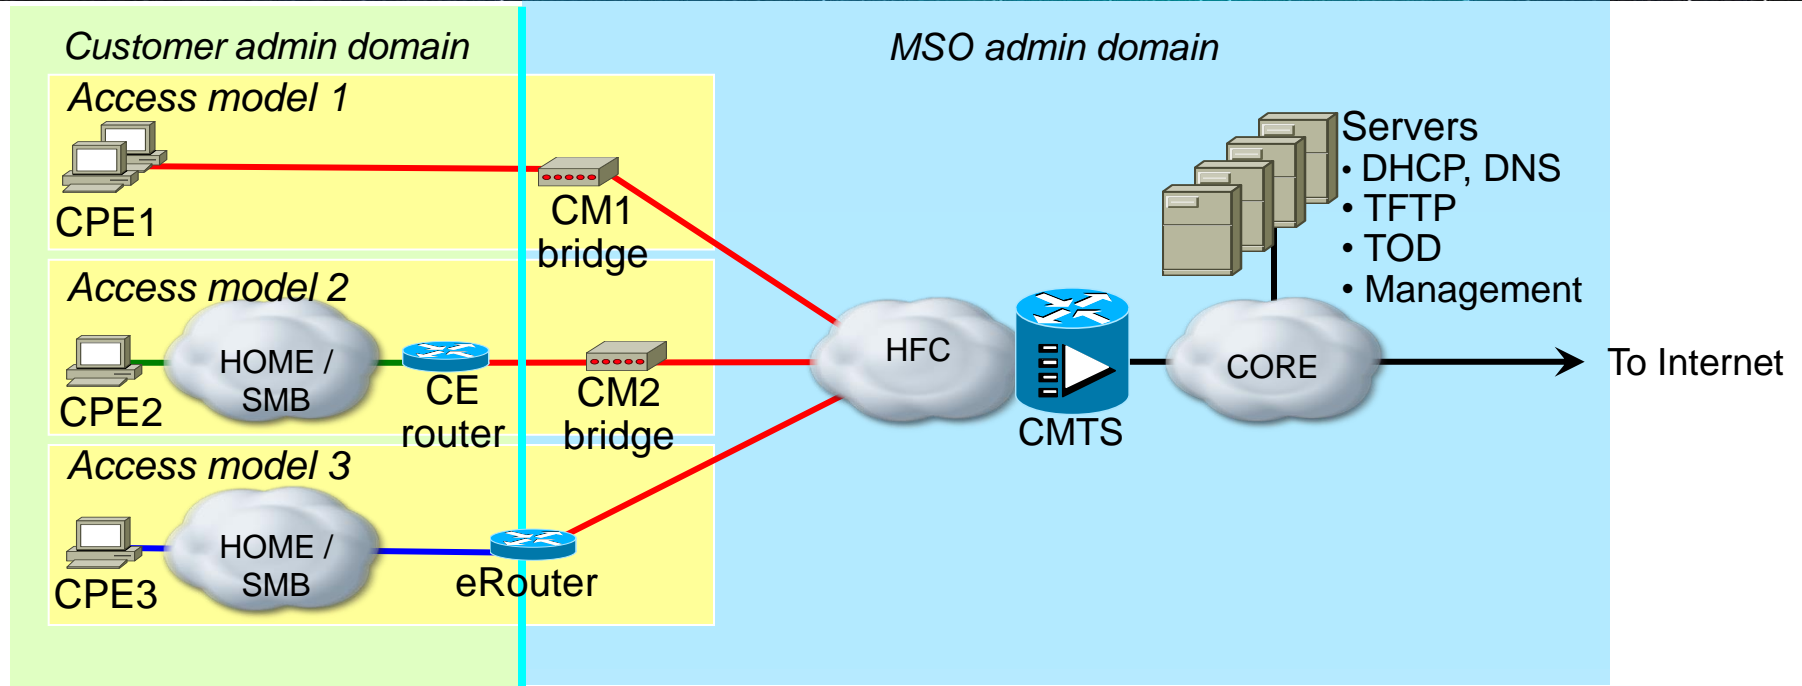 Customer admin domain
MSO admin domain
Access model 1
CPE1
CM1
bridge
Access model 2
HOME /
SMB
CPE2
CE
router
CM2
bridge
Access model 3
HOME /
SMB
CPE3
eRouter
HFC
CMTS
CORE
Servers
• DHCP, DNS
• TFTP
• TOD
• Management
To Internet